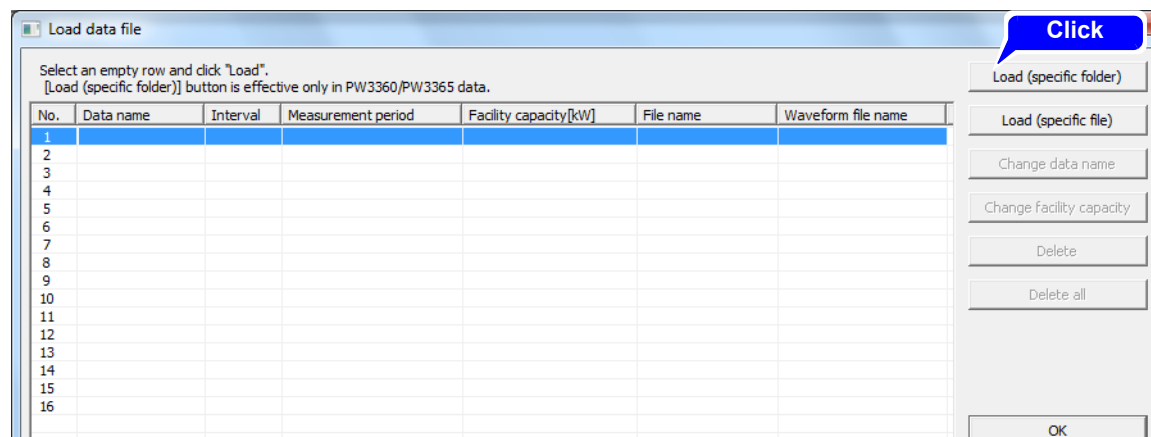 Load data file
Click
Select an empty row and click "Load".
[Load (specific folder)] button is effective only in PW3360/PW3365 data.
Load (specific folder)
No. Data name Interval Measurement period Facility capacity[kW] File name Waveform file name
Load (specific file)
1
2
Change data name
3
4
5
Change facility capacity
6
7
Delete
8
9
10
Delete all
11
12
13
14
15
16
OK